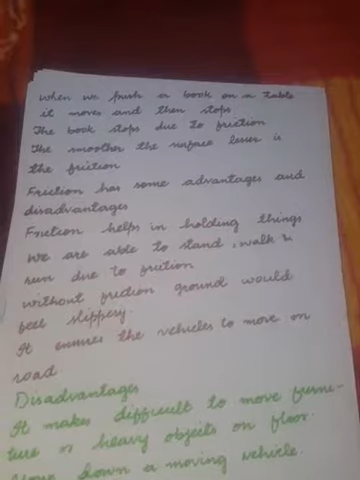 when we push a book on a table
it moves and then stops
The book stops due to friction
The smoother the surface lesser is
the friction
Friction has some advantages and
disadvantages
Friction helps in holding things
we are able to stand, walk &
run due to friction
without friction ground would
feel slippery.
It ensures the vehicles to move on
road.
Disadvantages
It makes difficult to move furni-
ture or heavy objects on floor.
down a moving vehicle.